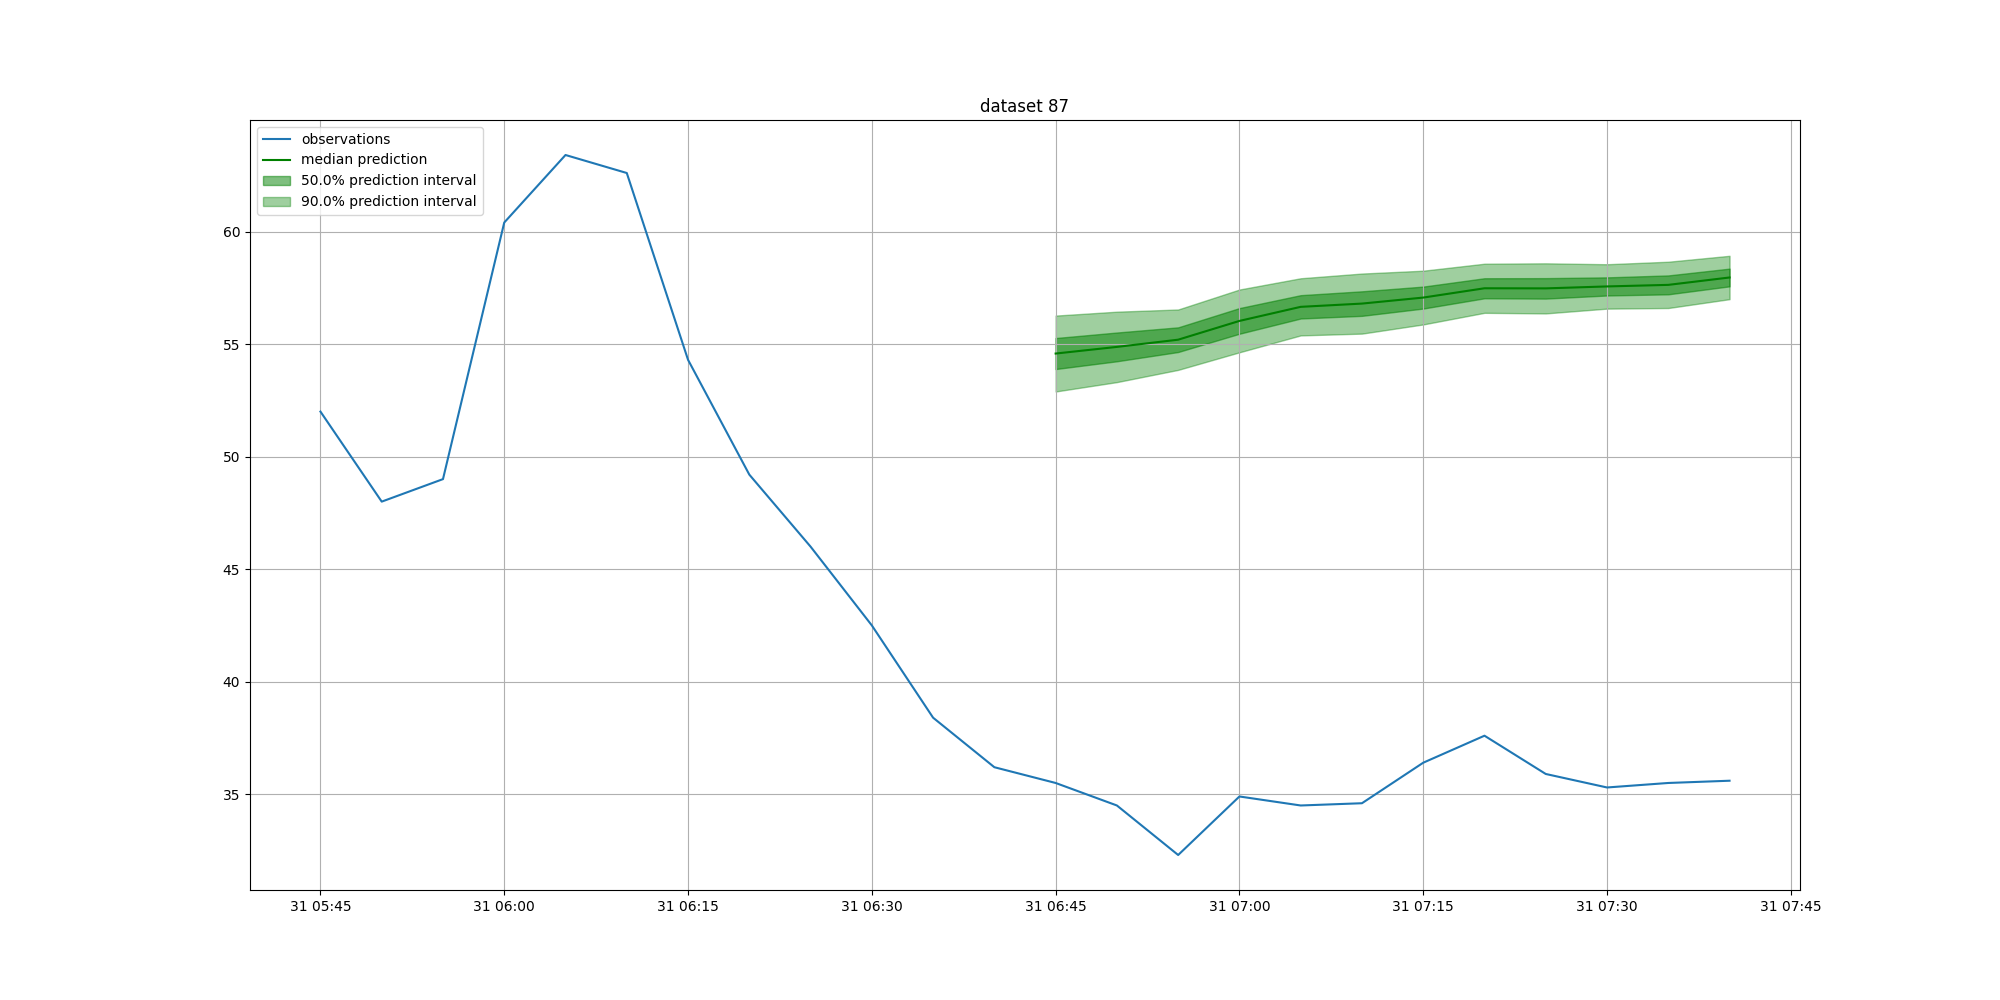 dataset 87
observations
median prediction
50.0% prediction interval
90.0% prediction interval
60
55
50
45
40
35
31 05:45 31 06:00 31 06:15 31 06:30 31 06:45 31 07:00 31 07:15 31 07:30 31 07:45